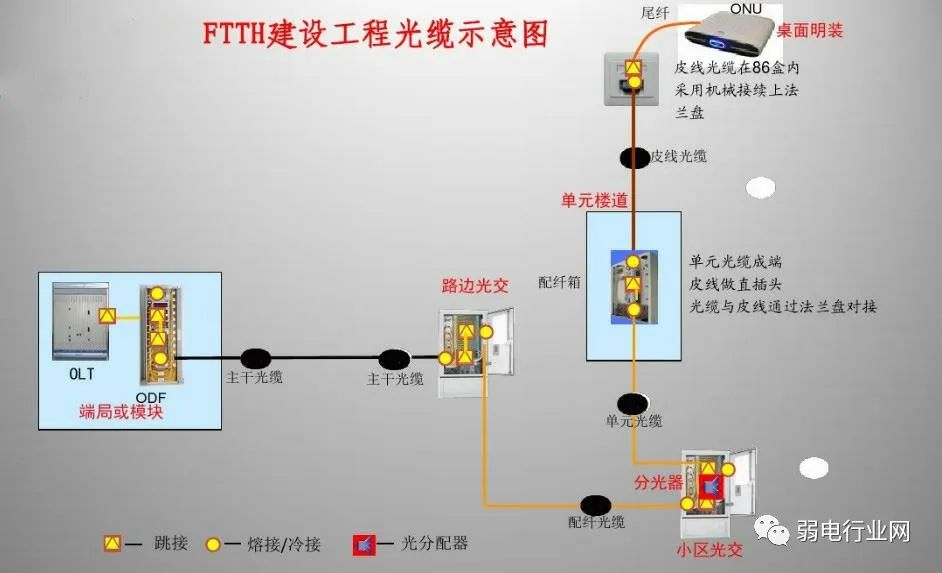 FTTH建设工程光缆示意图
尾纤
ONU
桌面明装
皮线光缆在86盒内
采用机械接续上法
兰盘
皮线光缆
单元楼道
配纤箱
单元光缆成端
皮线做直插头
光缆与皮线通过法兰盘对接
路边光交
OLT
ODF
端局或模块
主干光缆
主干光缆
单元光缆
分光器
配纤光缆
小区光交
跳接
熔接/冷接
光分配器
弱电行业网